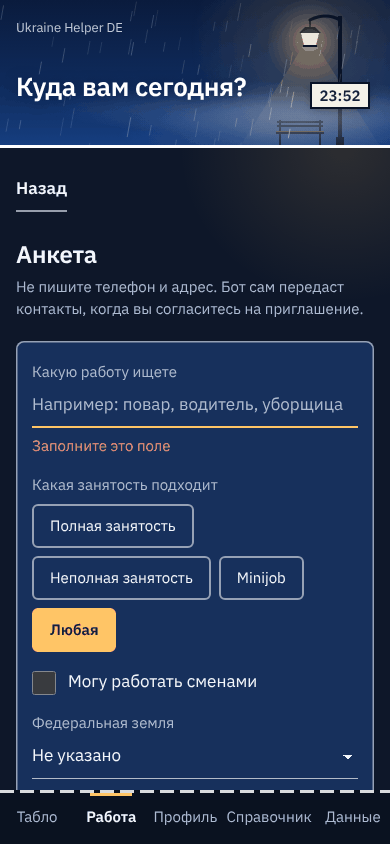 Ukraine Helper DE
Куда вам сегодня?
23:52
Назад
Анкета
Не пишите телефон и адрес. Бот сам передаст
контакты, когда вы согласитесь на приглашение.
Какую работу ищете
Например: повар, водитель, уборщица
Заполните это поле
Какая занятость подходит
Полная занятость
Неполная занятость Minijob
Любая
Могу работать сменами
Федеральная земля
Не указано
Табло Работа Профиль Справочник Данные